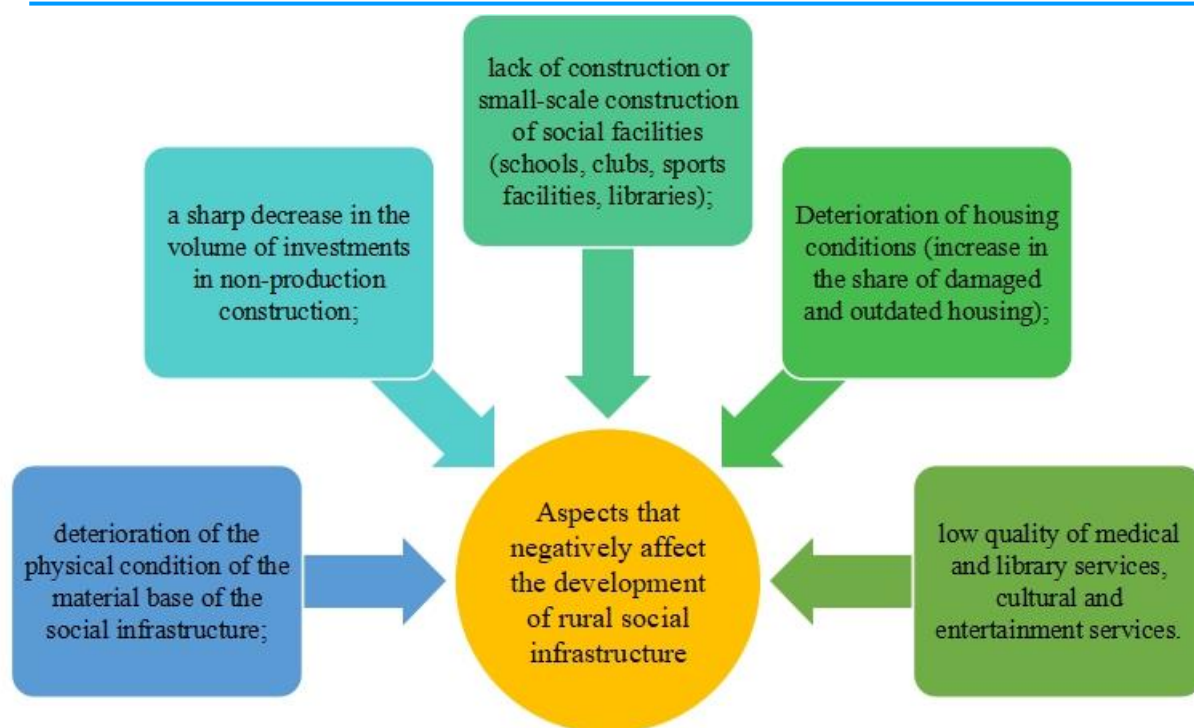 lack of construction or
small-scale construction
of social facilities
(schools, clubs, sports
facilities, libraries);
a sharp decrease in the
volume of investments
in non-production
construction;
Deterioration of housing
conditions (increase in
the share of damaged
and outdated housing);
deterioration of the
physical condition of the
material base of the
social infrastructure;
Aspects that
negatively affect
the development
of rural social
infrastructure
low quality of medical
and library services,
cultural and
entertainment services.